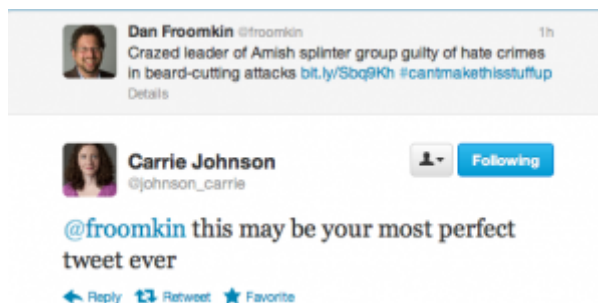 Dan Froomkin @froomkin 1h
Crazed leader of Amish splinter group guilty of hate crimes
in beard-cutting attacks bit.ly/Sbq9Kh #cantmakethisstuffup
Details
Carrie Johnson Following
@johnson_carrie
@froomkin this may be your most perfect
tweet ever
Reply Retweet Favorite